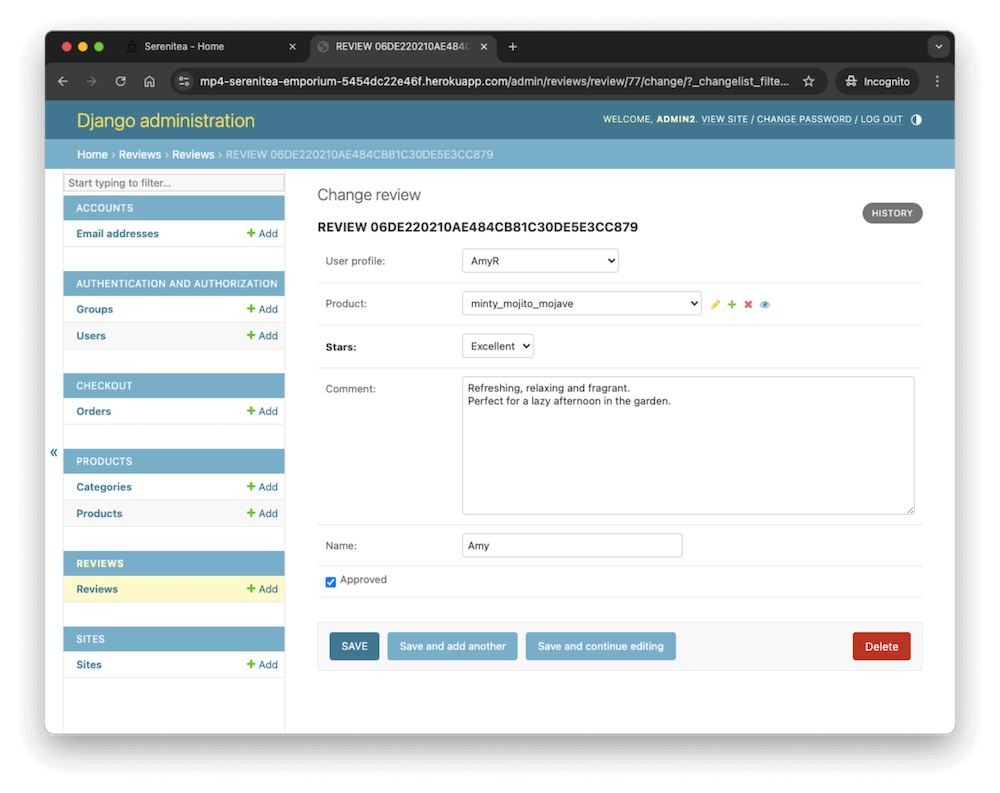 Serenitea - Home
REVIEW 06DE220210AE484C
mp4-serenitea-emporium-5454dc22e46f.herokuapp.com/admin/reviews/review/77/change/?_changelist_filte...
Incognito
Django administration
WELCOME, ADMIN2. VIEW SITE / CHANGE PASSWORD / LOG OUT
Home › Reviews › Reviews › REVIEW 06DE220210AE484CB81C30DE5E3CC879
Start typing to filter...
ACCOUNTS
Email addresses + Add
AUTHENTICATION AND AUTHORIZATION
Groups + Add
Users + Add
CHECKOUT
Orders + Add
«
PRODUCTS
Categories + Add
Products + Add
REVIEWS
Reviews + Add
SITES
Sites + Add
Change review
HISTORY
REVIEW 06DE220210AE484CB81C30DE5E3CC879
User profile: AmyR
Product: minty_mojito_mojave
Stars: Excellent
Comment: Refreshing, relaxing and fragrant.
Perfect for a lazy afternoon in the garden.
Name: Amy
Approved
SAVE Save and add another Save and continue editing Delete